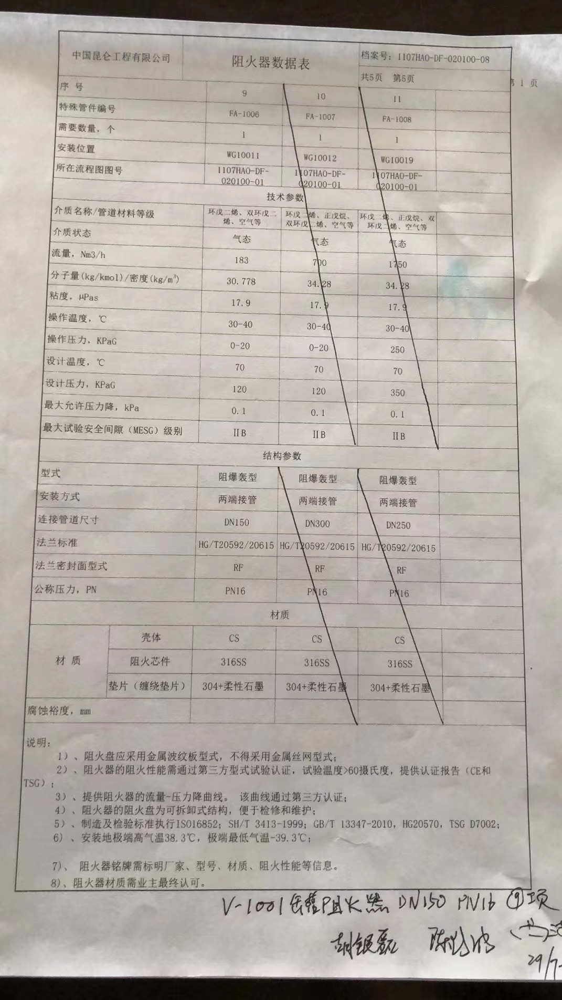 中国昆仑工程有限公司 阻火器数据表 档案号: 1107HAO-DF-020100-08
共5页 第5页
第 1 页
序 号 9 10 11
特殊管件编号 FA-1006 FA-1007 FA-1008
需要数量，个 1 1 1
安装位置 WG10011 WG10012 WG10019
所在流程图图号 1107HAO-DF-020100-01 1107HAO-DF-020100-01 1107HAO-DF-020100-01
技术参数
介质名称/管道材料等级 环戊二烯、双环戊二烯、空气等 环戊二烯、正戊烷、双环戊二烯、空气等 环戊二烯、正戊烷、双环戊二烯、空气等
介质状态 气态 气态 气态
流量，Nm3/h 183 700 1750
分子量(kg/kmol)/密度(kg/m³) 30.778 34.28 34.28
粘度，μPas 17.9 17.9 17.9
操作温度，℃ 30-40 30-40 30-40
操作压力，KPaG 0-20 0-20 250
设计温度，℃ 70 70 70
设计压力，KPaG 120 120 350
最大允许压力降，kPa 0.1 0.1 0.1
最大试验安全间隙（MESG）级别 ⅡB ⅡB ⅡB
结构参数
型式 阻爆轰型 阻爆轰型 阻爆轰型
安装方式 两端接管 两端接管 两端接管
连接管道尺寸 DN150 DN300 DN250
法兰标准 HG/T20592/20615 HG/T20592/20615 HG/T20592/20615
法兰密封面型式 RF RF RF
公称压力，PN PN16 PN16 PN16
材质
材 质
壳体 CS CS CS
阻火芯件 316SS 316SS 316SS
垫片（缠绕垫片） 304+柔性石墨 304+柔性石墨 304+柔性石墨
腐蚀裕度，mm
说明:
1）、阻火盘应采用金属波纹板型式，不得采用金属丝网型式；
2）、阻火器的阻火性能需通过第三方型式试验认证，试验温度>60摄氏度，提供认证报告（CE和
TSG）；
3）、提供阻火器的流量-压力降曲线。 该曲线通过第三方认证；
4）、阻火器的阻火盘为可拆卸式结构，便于检修和维护；
5）、制造及检验标准执行ISO16852；SH/T 3413-1999；GB/T 13347-2010，HG20570，TSG D7002；
6）、安装地极端高气温38.3℃，极端最低气温-39.3℃；
7）、 阻火器铭牌需标明厂家、型号、材质、阻火性能等信息。
8）、阻火器材质需业主最终认可。
V-1001 阻火器 DN150 PN16 ⑨项
胡银磊
29/7